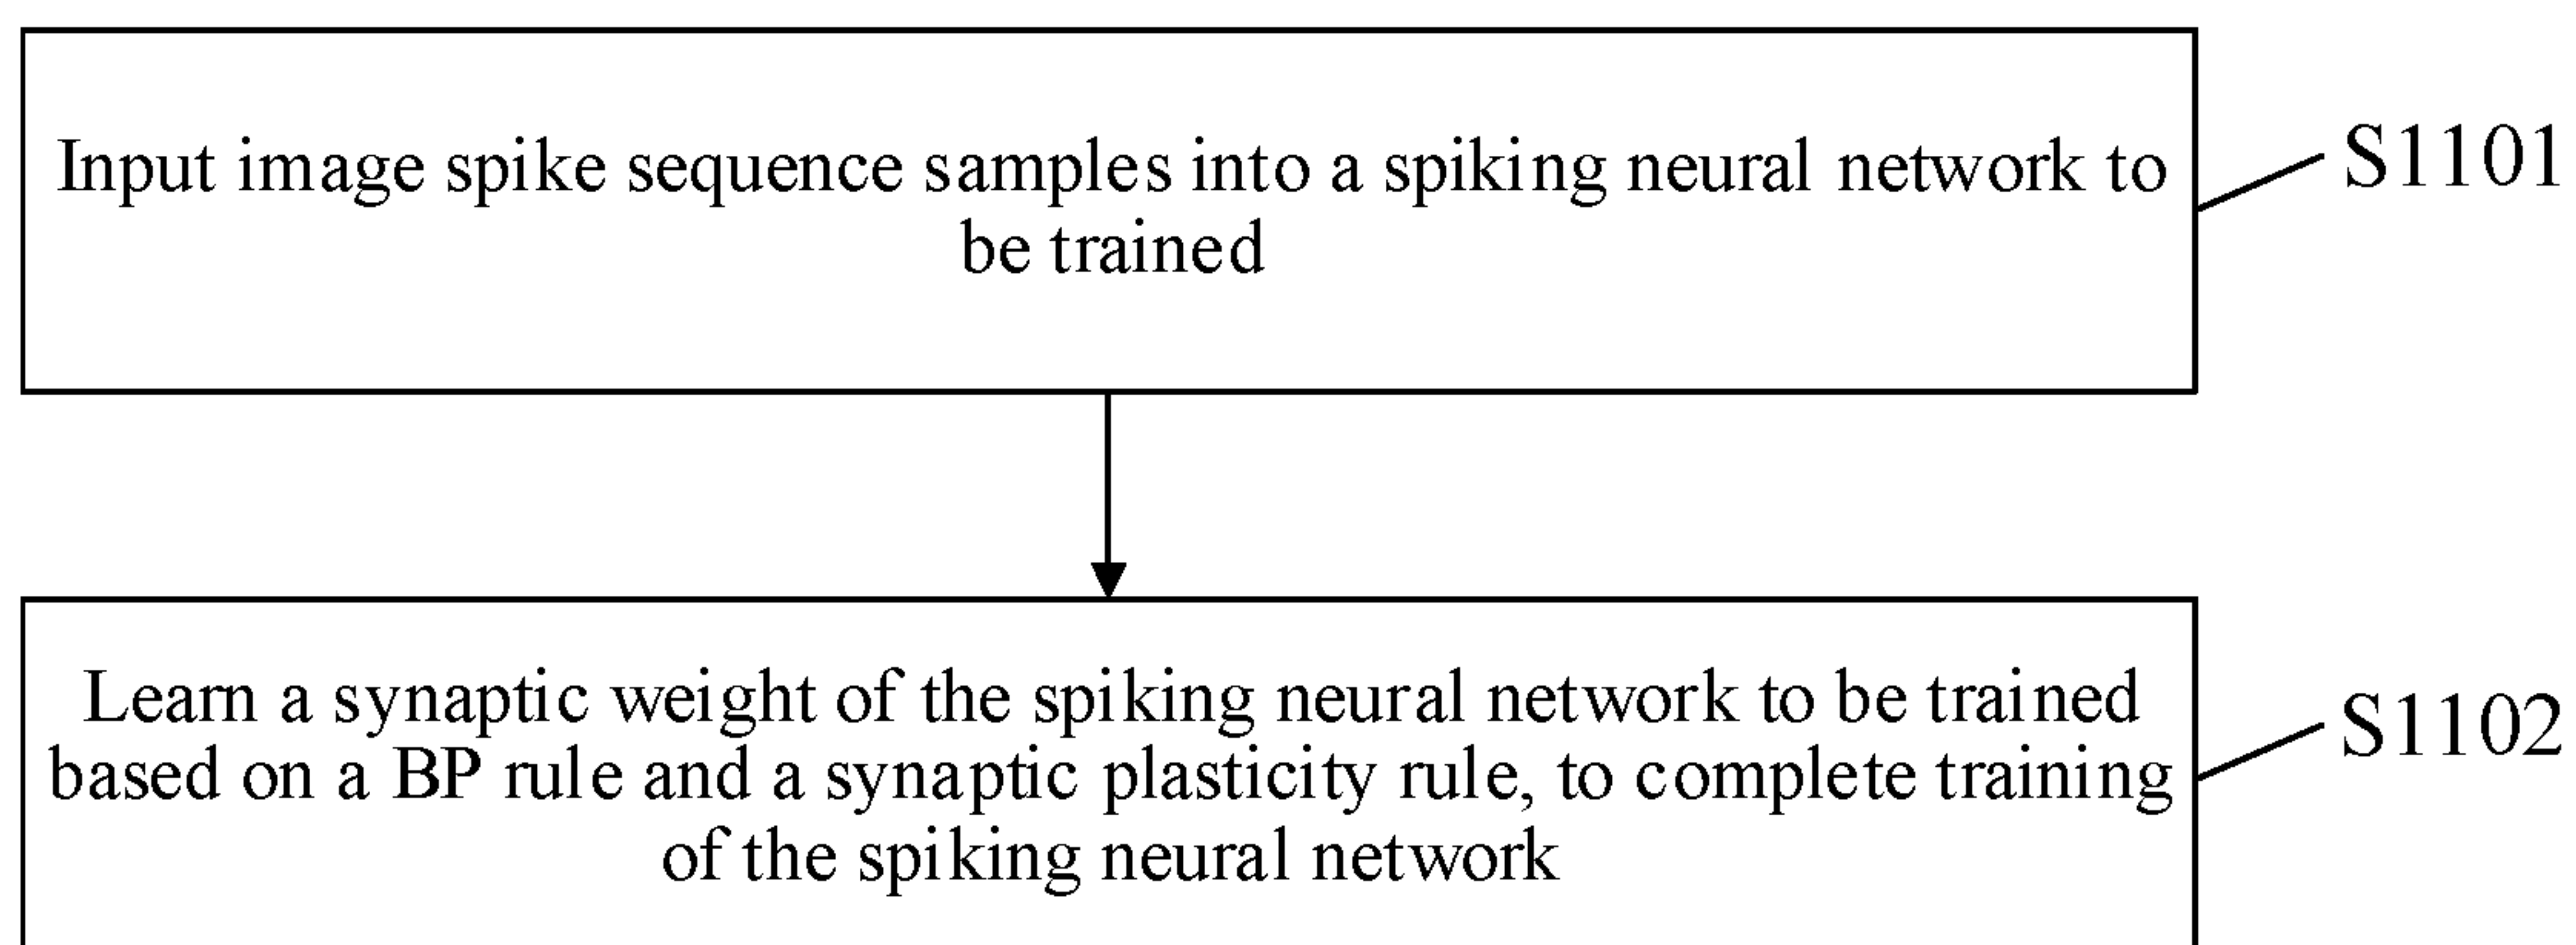 Input image spike sequence samples into a spiking neural network to
be trained
S1101
Learn a synaptic weight of the spiking neural network to be trained
based on a BP rule and a synaptic plasticity rule, to complete training
of the spiking neural network
S1102